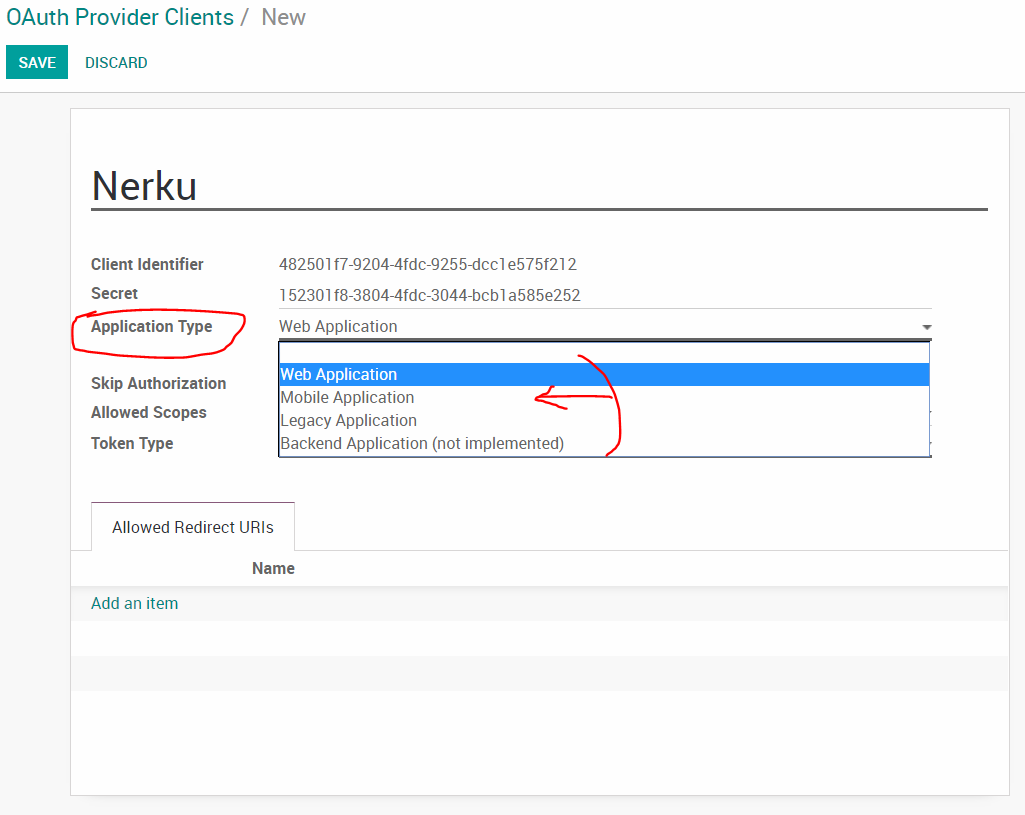 OAuth Provider Clients / New
SAVE DISCARD
Nerku
Client Identifier 482501f7-9204-4fdc-9255-dcc1e575f212
Secret 152301f8-3804-4fdc-3044-bcb1a585e252
Application Type Web Application
Web Application
Skip Authorization
Mobile Application
Allowed Scopes
Legacy Application
Token Type
Backend Application (not implemented)
Allowed Redirect URIs
Name
Add an item